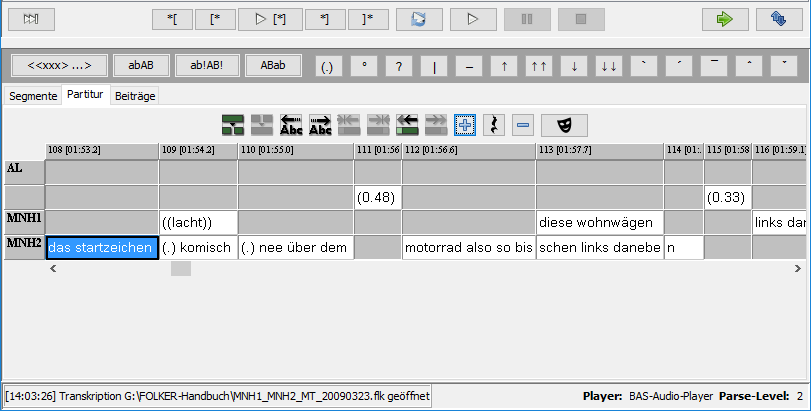 *[ [* [*] *] ]*
<<xxx> ...> abAB ab!AB! ABab (.) ° ? | – ↑ ↑↑ ↓ ↓↓ ` ´ ¯ ˆ ˇ
Segmente Partitur Beiträge
Abc Abc
108 [01:53.2] 109 [01:54.2] 110 [01:55.0] 111 [01:56 112 [01:56.6] 113 [01:57.7] 114 [01:. 115 [01:58 116 [01:59.1]
AL
(0.48) (0.33)
MNH1 ((lacht)) diese wohnwägen links dan
MNH2 das startzeichen (.) komisch (.) nee über dem motorrad also so bis schen links danebe n
[14:03:26] Transkription G:\FOLKER-Handbuch\MNH1_MNH2_MT_20090323.flk geöffnet Player: BAS-Audio-Player Parse-Level: 2